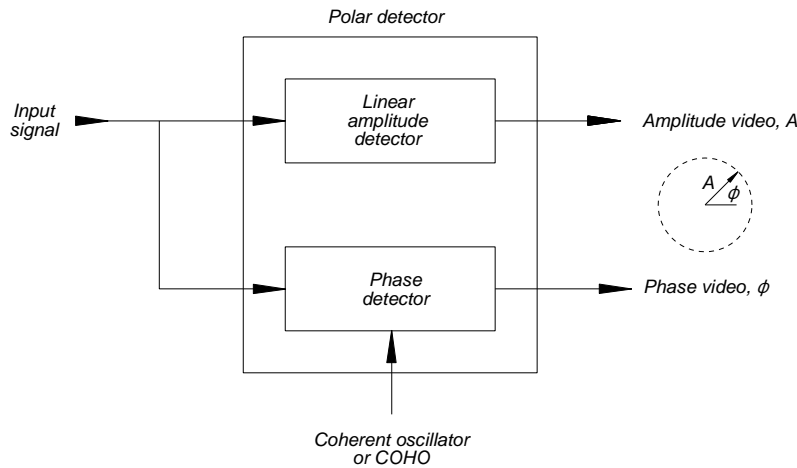 Polar detector
Input
signal
Linear
amplitude
detector
Amplitude video, A
A
ϕ
Phase
detector
Phase video, ϕ
Coherent oscillator
or COHO